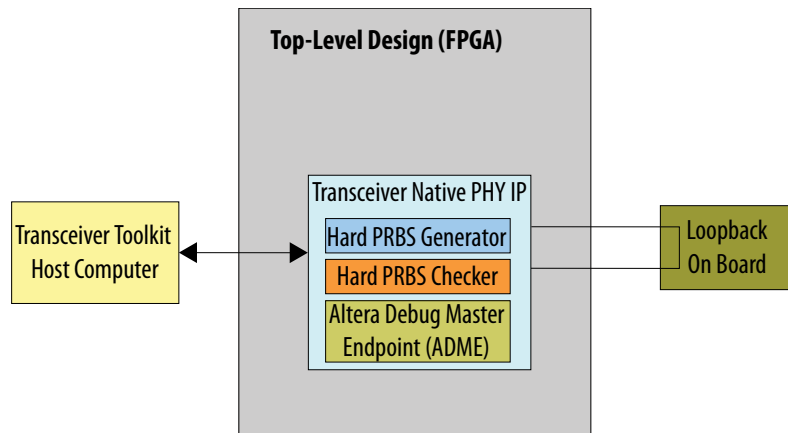 Top-Level Design (FPGA)
Transceiver Native PHY IP
Transceiver Toolkit
Host Computer
Hard PRBS Generator
Hard PRBS Checker
Altera Debug Master
Endpoint (ADME)
Loopback
On Board